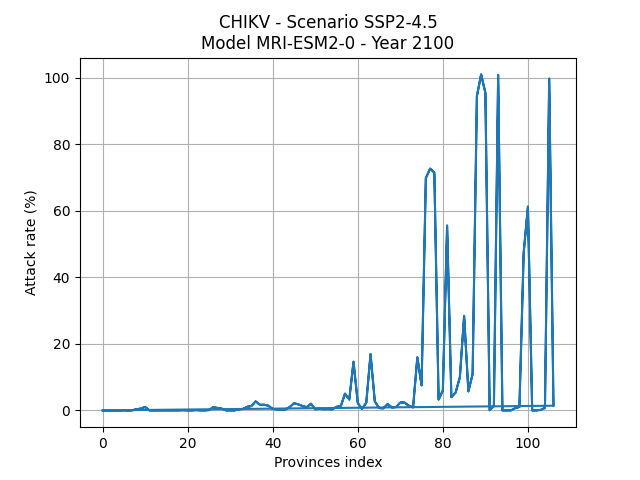 CHIKV - Scenario SSP2-4.5
Model MRI-ESM2-0 - Year 2100
Attack rate (%)
100
80
60
40
20
0
0 20 40 60 80 100
Provinces index